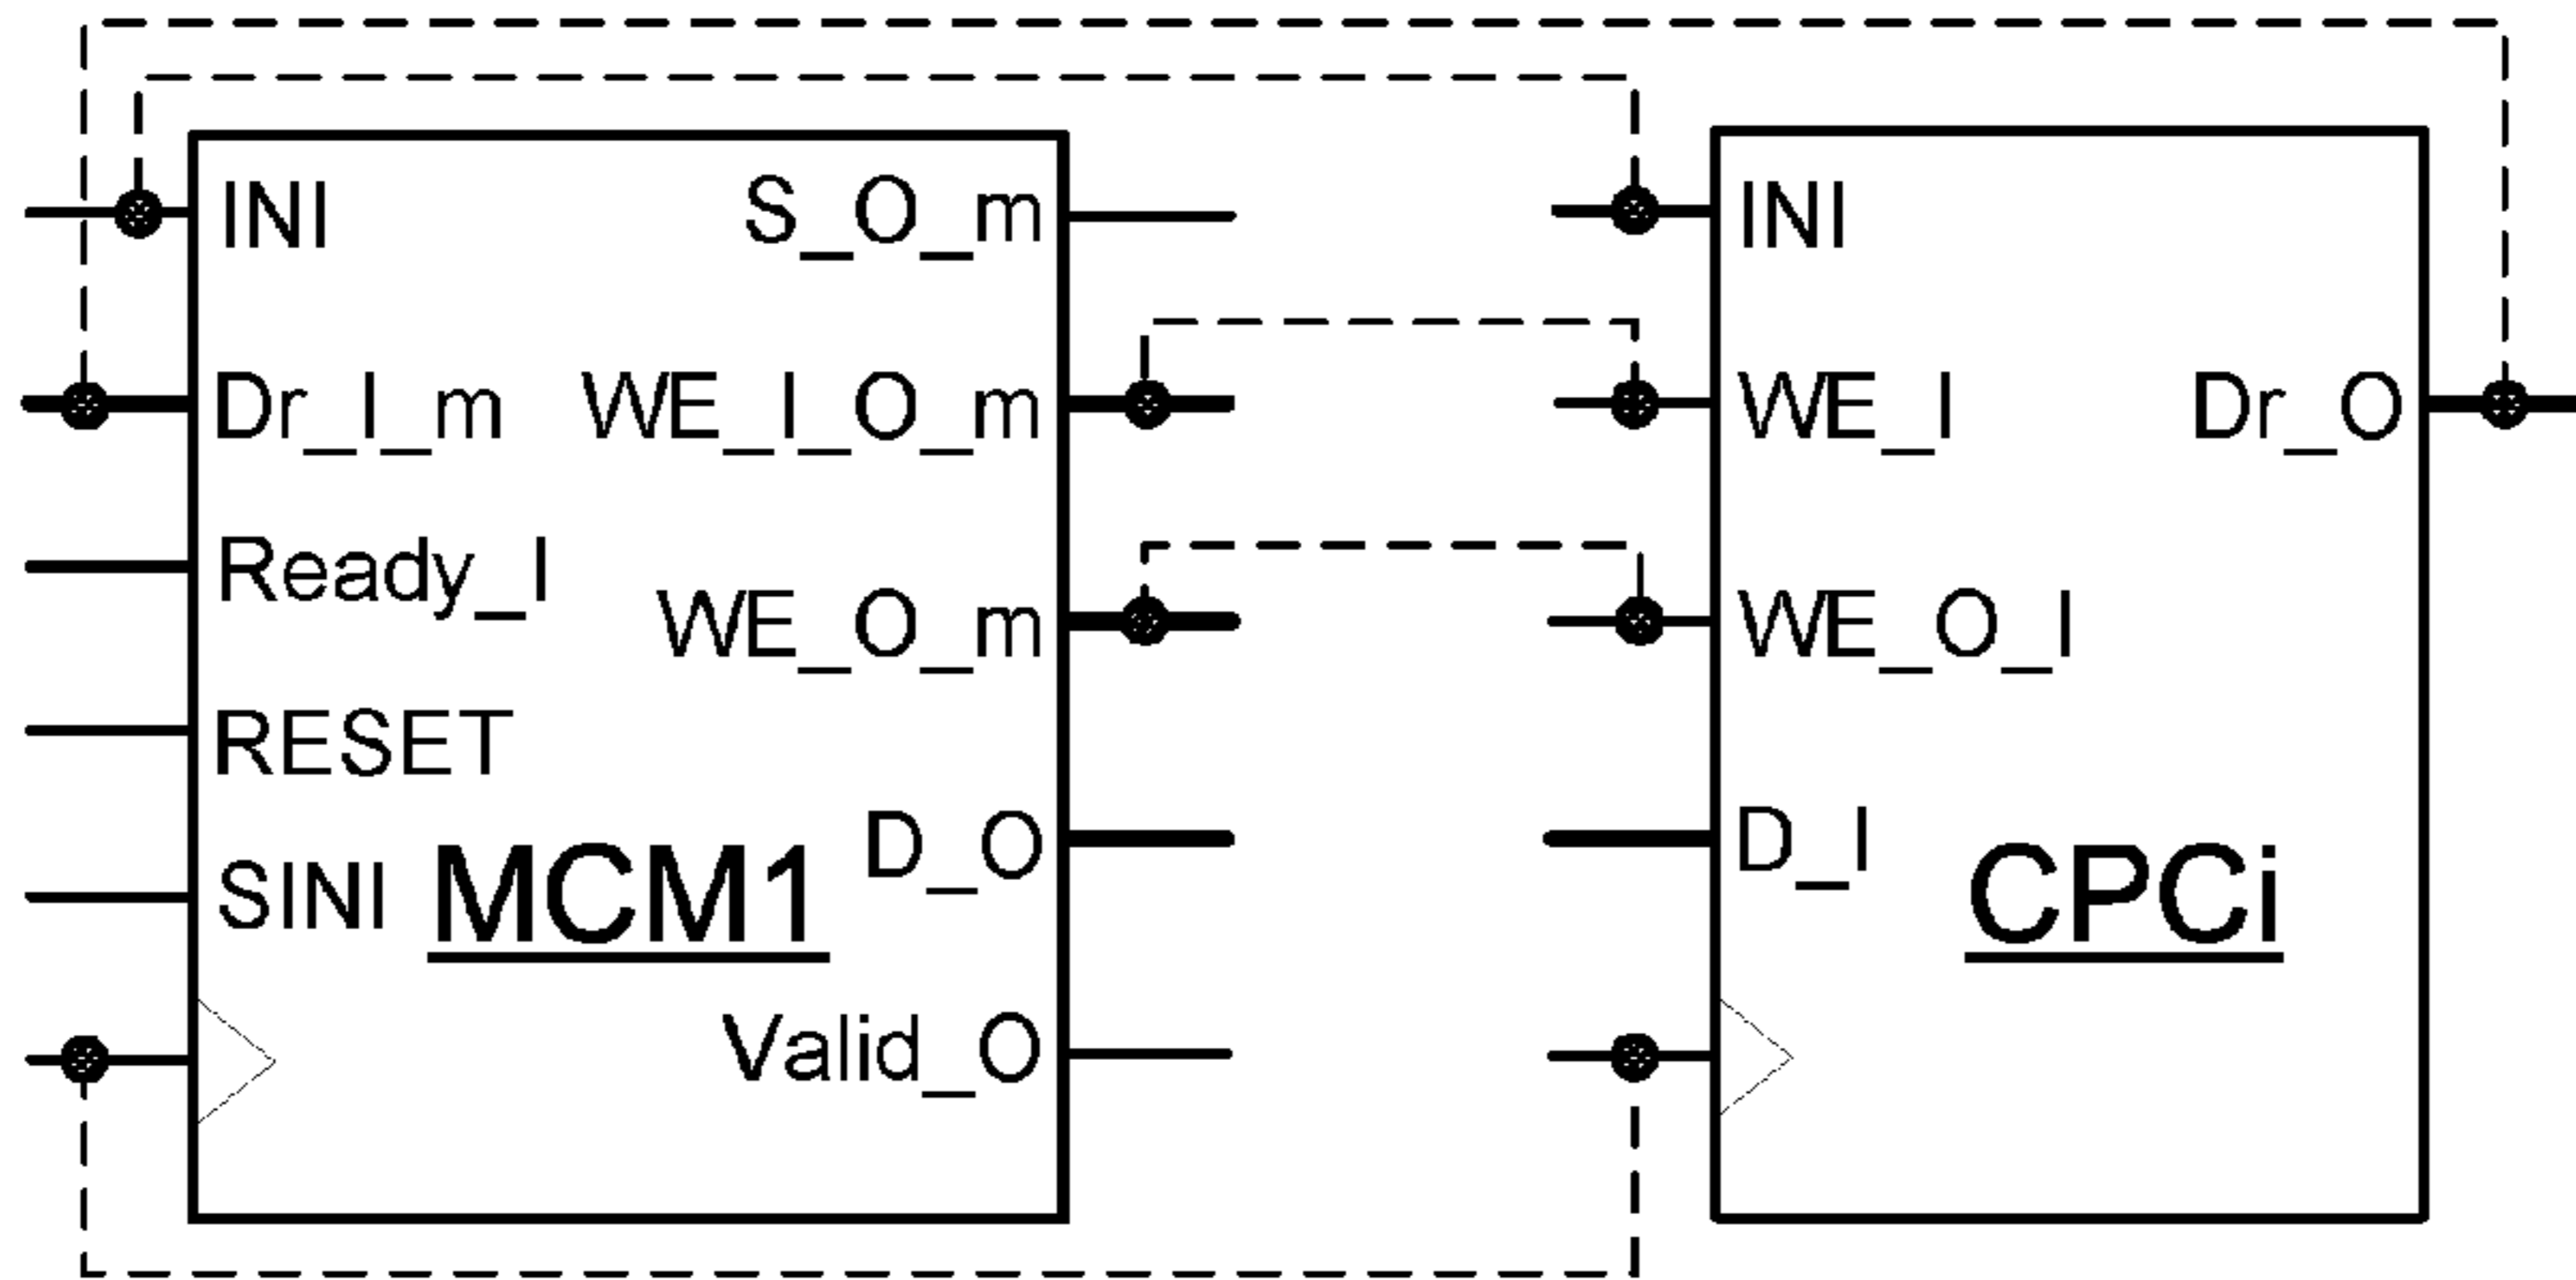 INI
S_O_m
Dr_I_m
WE_I_O_m
Ready_I
WE_O_m
RESET
SINI
MCM1
D_O
Valid_O
INI
WE_I
Dr_O
WE_O_I
D_I
CPCi